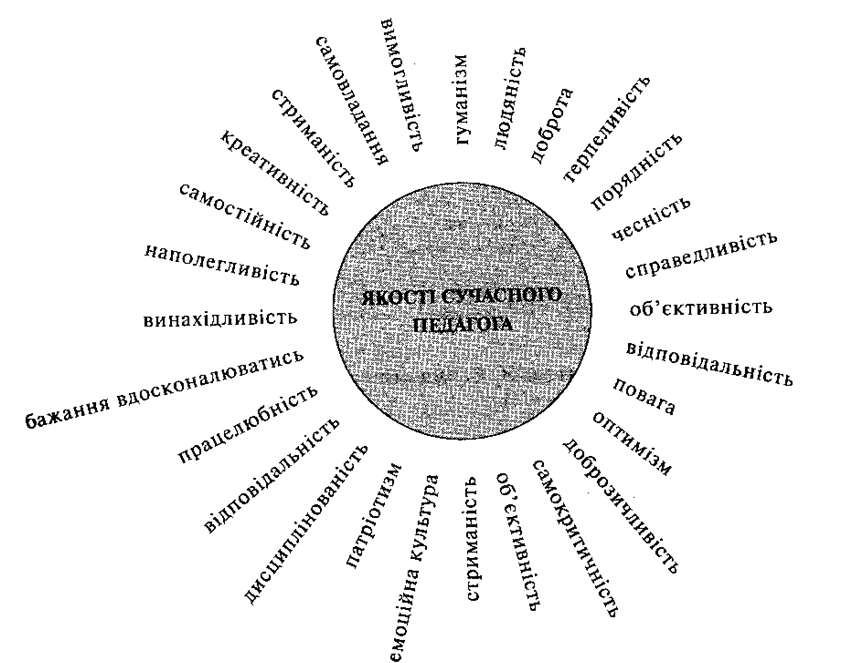 ЯКОСТІ СУЧАСНОГО
ПЕДАГОГА
гуманізм
людяність
доброта
терпеливість
порядність
чесність
справедливість
об’єктивність
відповідальність
повага
оптимізм
доброзичливість
самокритичність
об’єктивність
стриманість
емоційна культура
патріотизм
дисциплінованість
відповідальність
працелюбність
бажання вдосконалюватись
винахідливість
наполегливість
самостійність
креативність
стриманість
самовладання
вимогливість